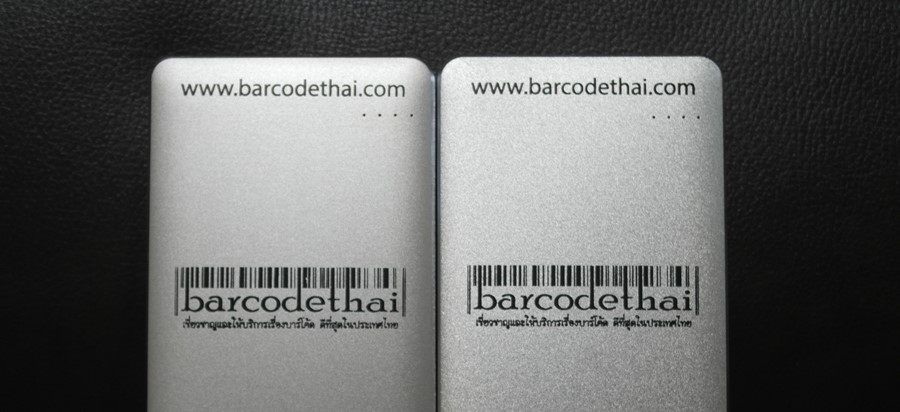 www.barcodethai.com
barcodethai
เชี่ยวชาญและให้บริการเรื่องบาร์โค้ด ดีที่สุดในประเทศไทย
www.barcodethai.com
barcodethai
เชี่ยวชาญและให้บริการเรื่องบาร์โค้ด ดีที่สุดในประเทศไทย